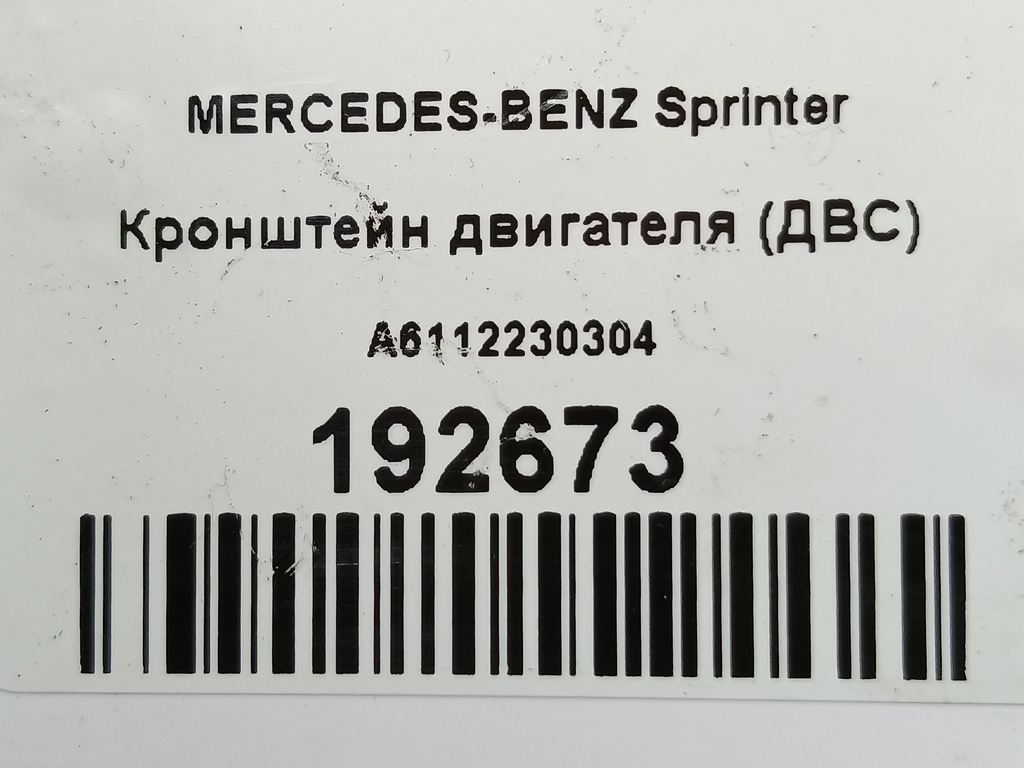 MERCEDES-BENZ Sprinter
Кронштейн двигателя (ДВС)
A6112230304
192673